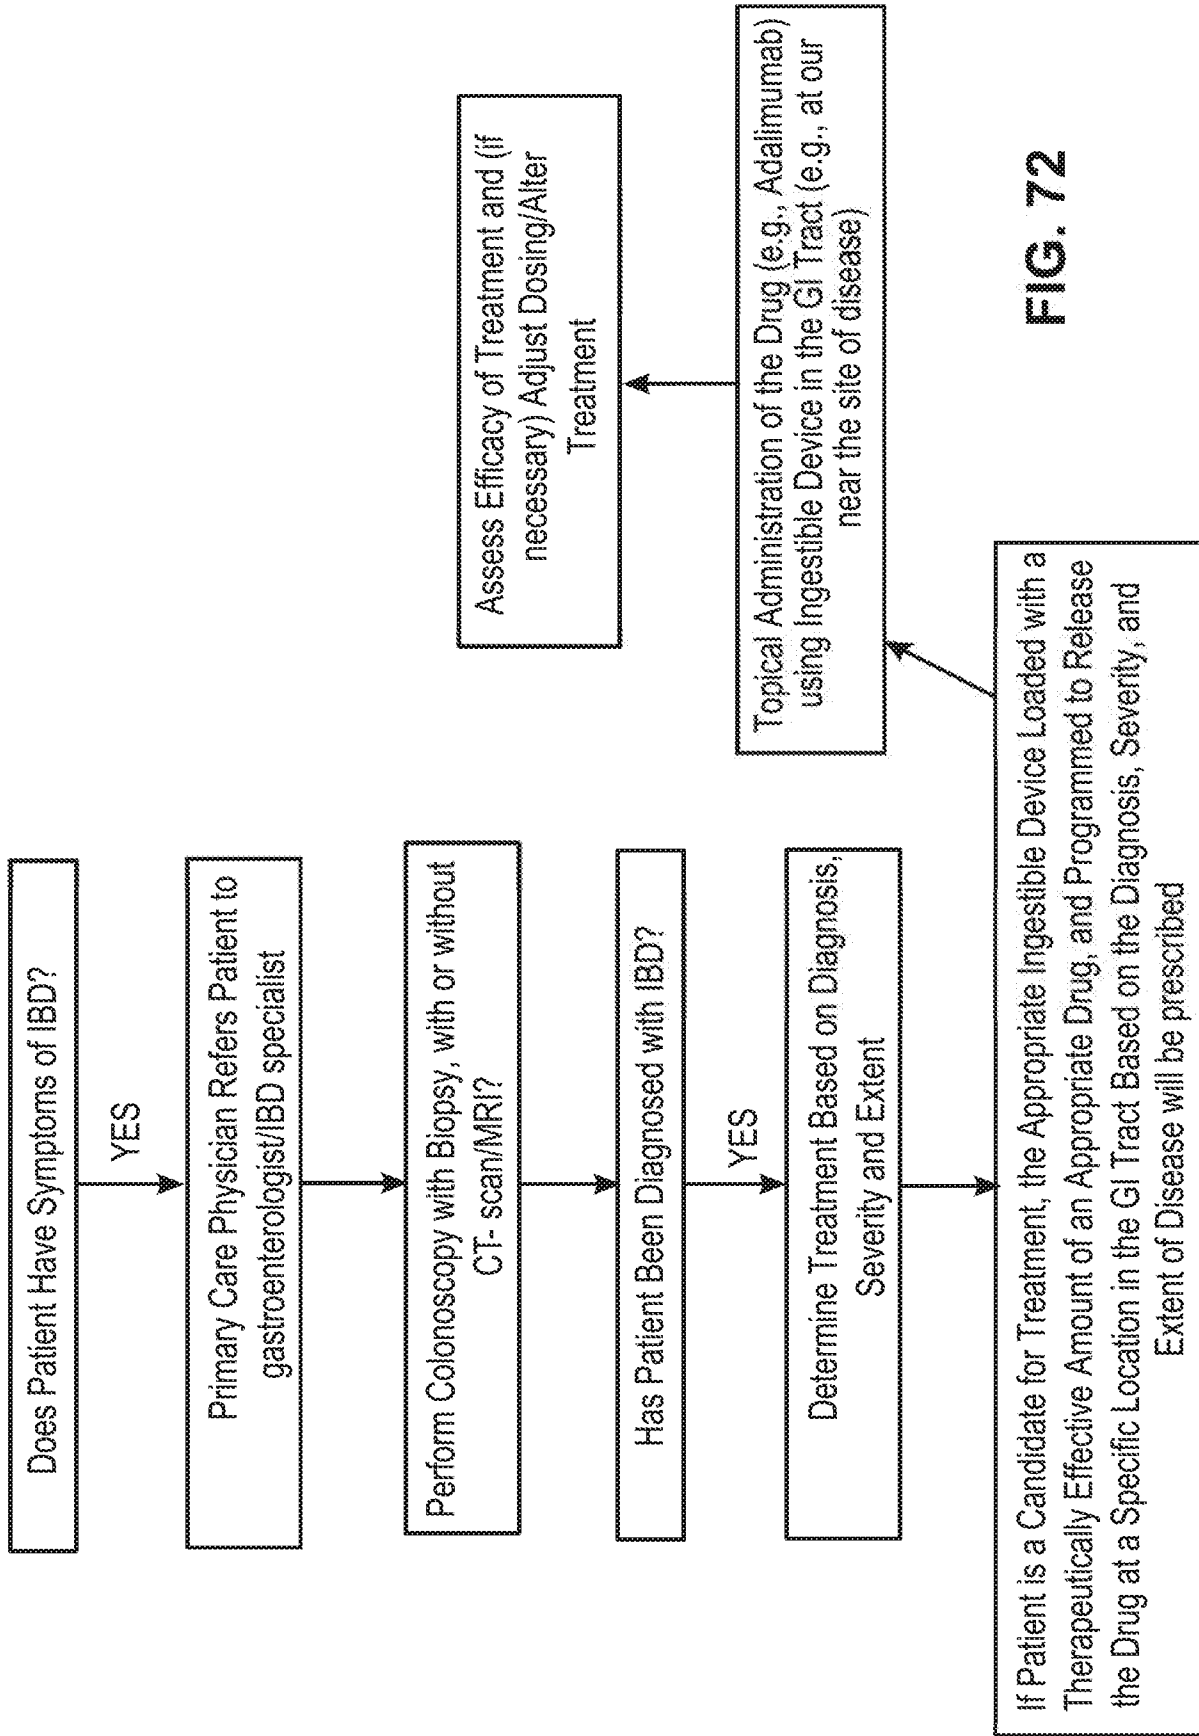 Does Patient Have Symptoms of IBD?
YES
Primary Care Physician Refers Patient to
gastroenterologist/IBD specialist
Perform Colonoscopy with Biopsy, with or without
CT- scan/MRI?
Has Patient Been Diagnosed with IBD?
YES
Determine Treatment Based on Diagnosis,
Severity and Extent
If Patient is a Candidate for Treatment, the Appropriate Ingestible Device Loaded with a
Therapeutically Effective Amount of an Appropriate Drug, and Programmed to Release
the Drug at a Specific Location in the GI Tract Based on the Diagnosis, Severity, and
Extent of Disease will be prescribed
Topical Administration of the Drug (e.g., Adalimumab)
using Ingestible Device in the GI Tract (e.g., at our
near the site of disease)
Assess Efficacy of Treatment and (if
necessary) Adjust Dosing/Alter
Treatment
FIG. 72